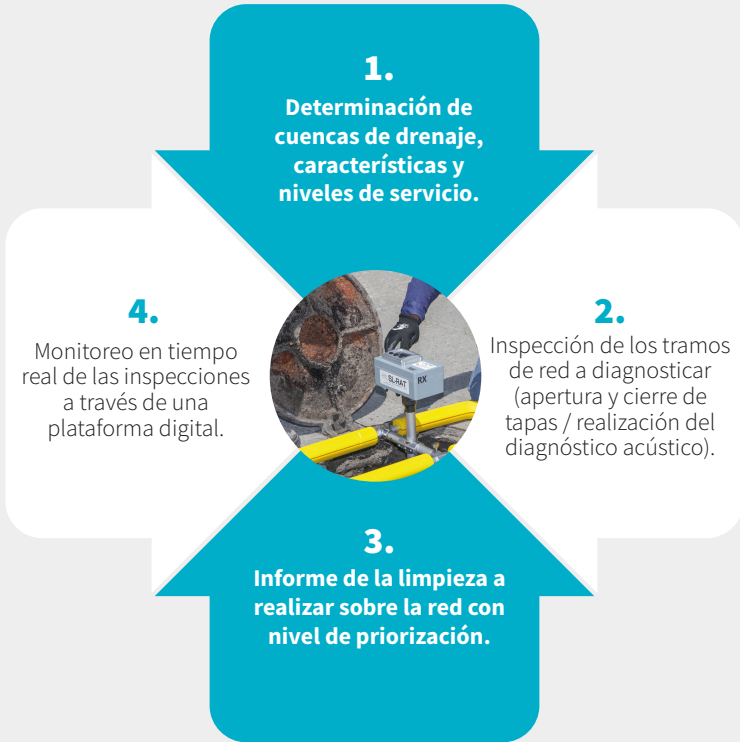 1.
Determinación de
cuencas de drenaje,
características y
niveles de servicio.
2.
Inspección de los tramos
de red a diagnosticar
(apertura y cierre de
tapas / realización del
diagnóstico acústico).
3.
Informe de la limpieza a
realizar sobre la red con
nivel de priorización.
4.
Monitoreo en tiempo
real de las inspecciones
a través de una
plataforma digital.
SL-RAT
RX